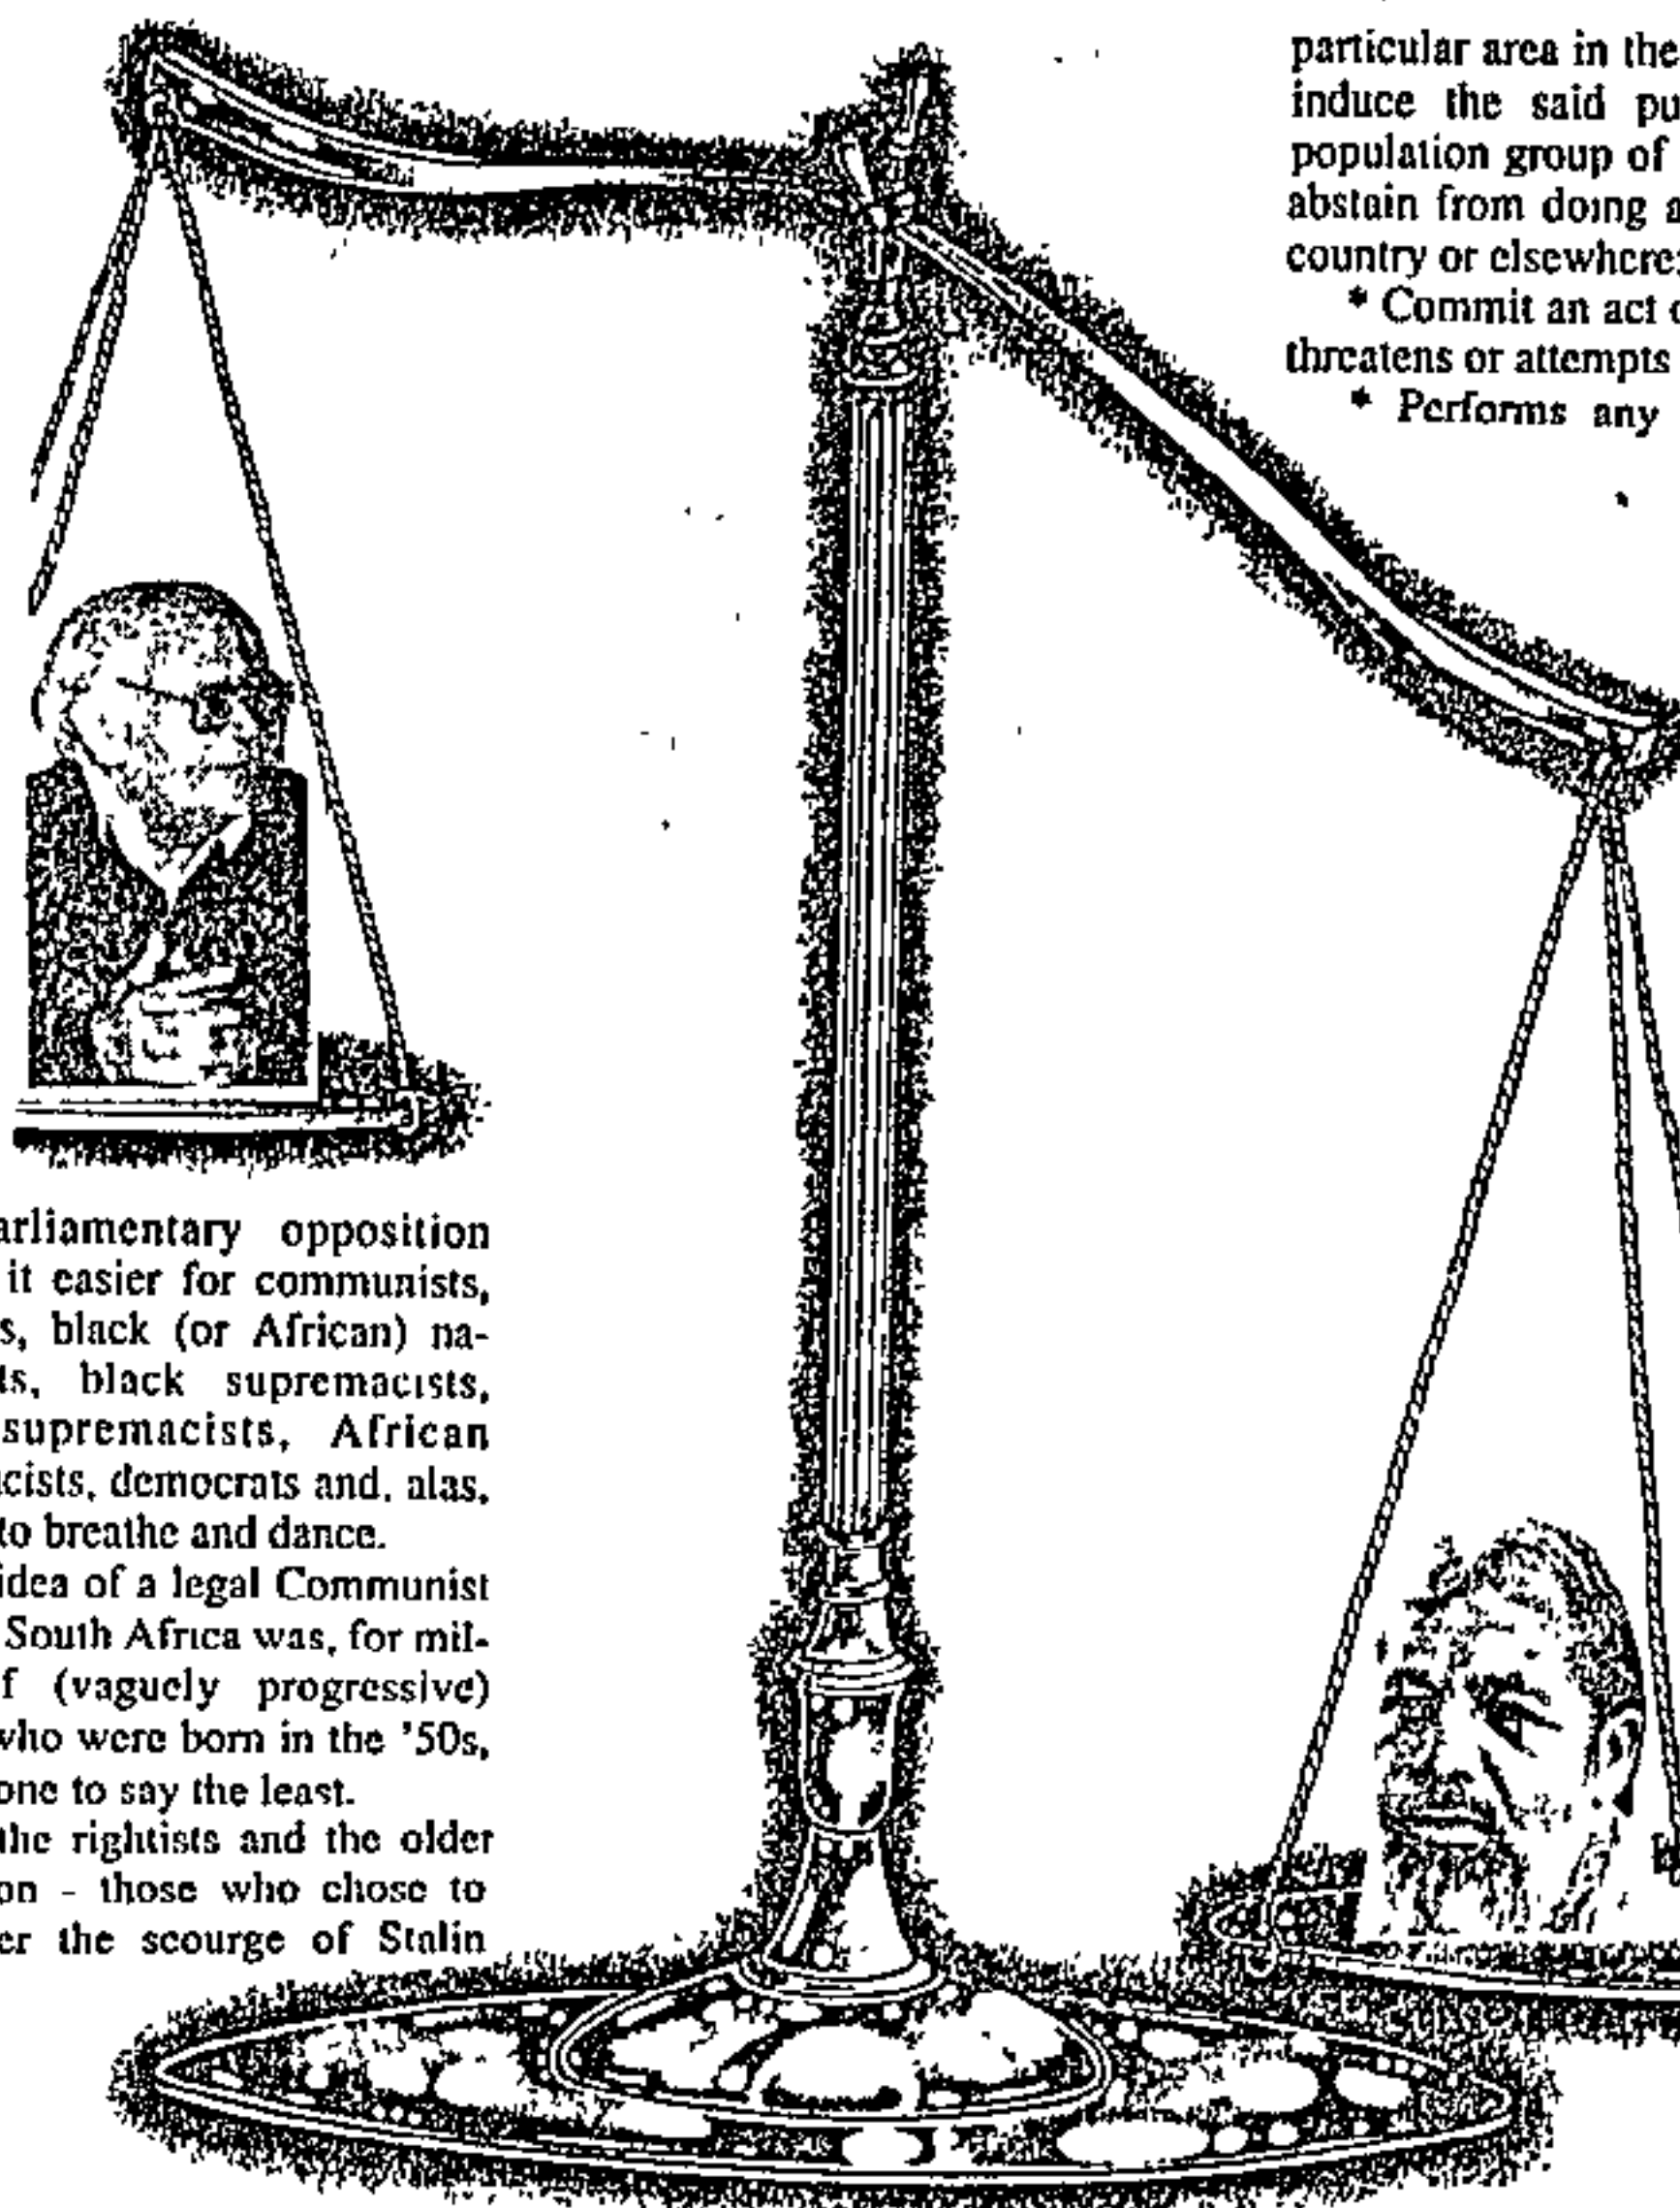 arliamentary opposition
it easier for communists,
s, black (or African) na-
ts, black supremacists,
supremacists, African
acists, democrats and, alas,
to breathe and dance.
idea of a legal Communist
South Africa was, for mil-
f (vaguely progressive)
who were born in the '50s,
one to say the least.
the rightists and the older
on - those who chose to
er the scourge of Stalin
particular area in the
induce the said pu
population group of
abstain from doing a
country or elsewhere;
* Commit an act o
threatens or attempts
* Performs any